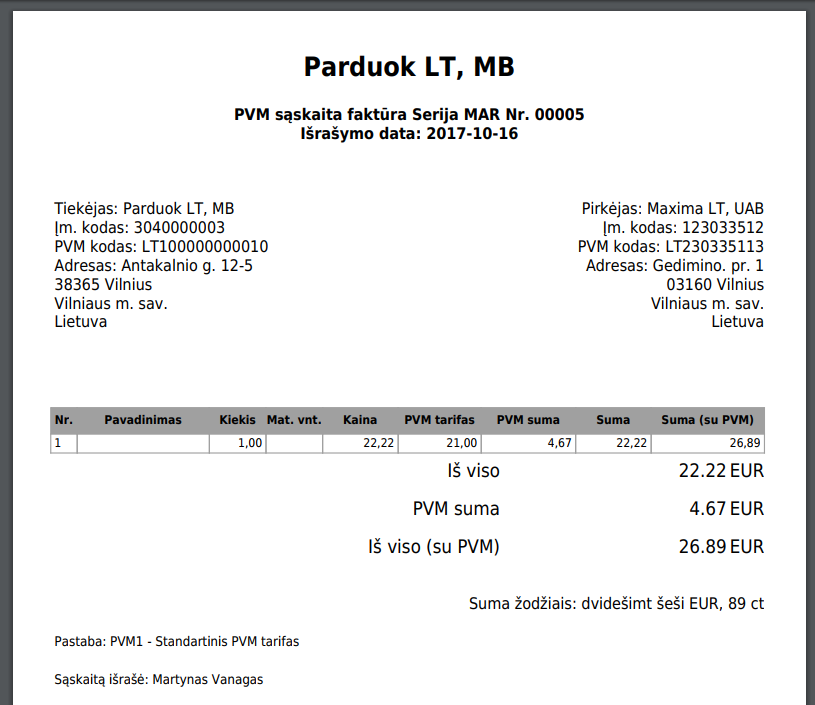 Parduok LT, MB
PVM sąskaita faktūra Serija MAR Nr. 00005
Išrašymo data: 2017-10-16
Tiekėjas: Parduok LT, MB
Įm. kodas: 3040000003
PVM kodas: LT100000000010
Adresas: Antakalnio g. 12-5
38365 Vilnius
Vilniaus m. sav.
Lietuva
Pirkėjas: Maxima LT, UAB
Įm. kodas: 123033512
PVM kodas: LT230335113
Adresas: Gedimino. pr. 1
03160 Vilnius
Vilniaus m. sav.
Lietuva
Nr. Pavadinimas Kiekis Mat. vnt. Kaina PVM tarifas PVM suma Suma Suma (su PVM)
1 1,00 22,22 21,00 4,67 22,22 26,89
Iš viso 22.22 EUR
PVM suma 4.67 EUR
Iš viso (su PVM) 26.89 EUR
Suma žodžiais: dvidešimt šeši EUR, 89 ct
Pastaba: PVM1 - Standartinis PVM tarifas
Sąskaitą išrašė: Martynas Vanagas